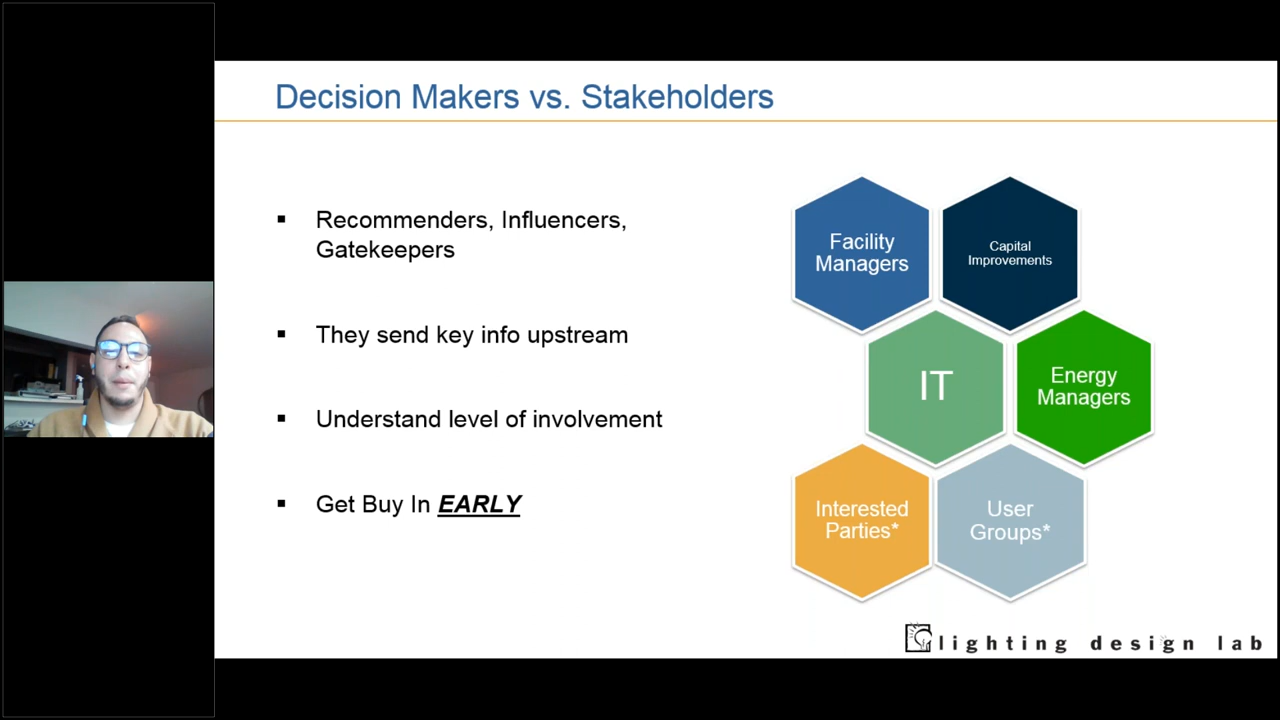 Decision Makers vs. Stakeholders
▪ Recommenders, Influencers,
Gatekeepers
▪ They send key info upstream
▪ Understand level of involvement
▪ Get Buy In EARLY
Facility
Managers
Capital
Improvements
IT
Energy
Managers
Interested
Parties*
User
Groups*
lighting design lab